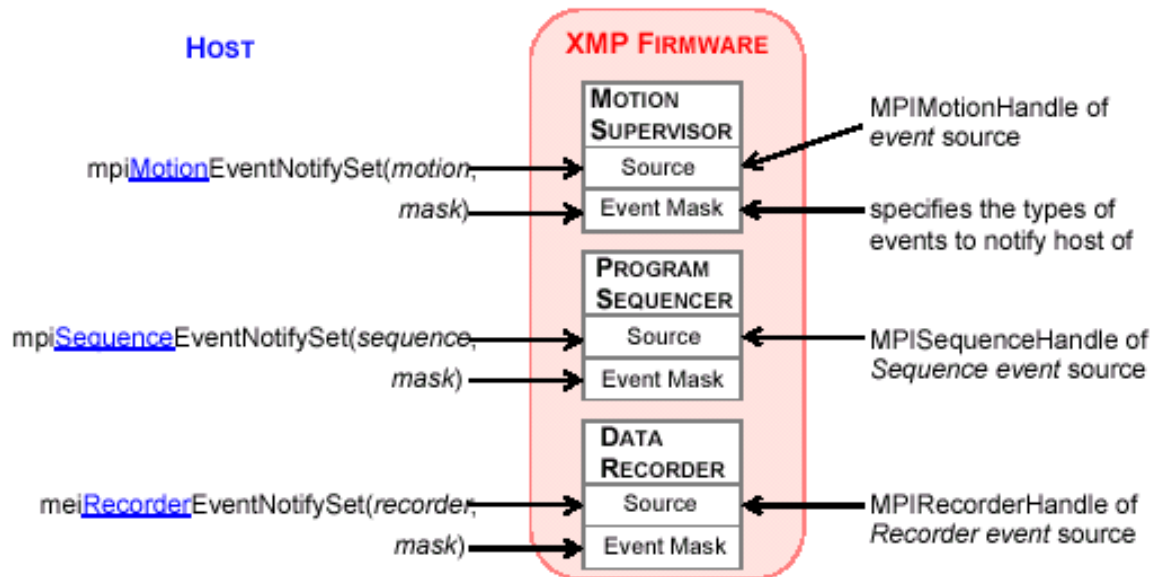 HOST
XMP FIRMWARE
MOTION
SUPERVISOR
mpiMotionEventNotifySet(motion,
Source
mask)
Event Mask
MPIMotionHandle of
event source
specifies the types of
events to notify host of
PROGRAM
SEQUENCER
mpiSequenceEventNotifySet(sequence,
Source
mask)
Event Mask
MPISequenceHandle of
Sequence event source
DATA
RECORDER
meiRecorderEventNotifySet(recorder,
Source
mask)
Event Mask
MPIRecorderHandle of
Recorder event source